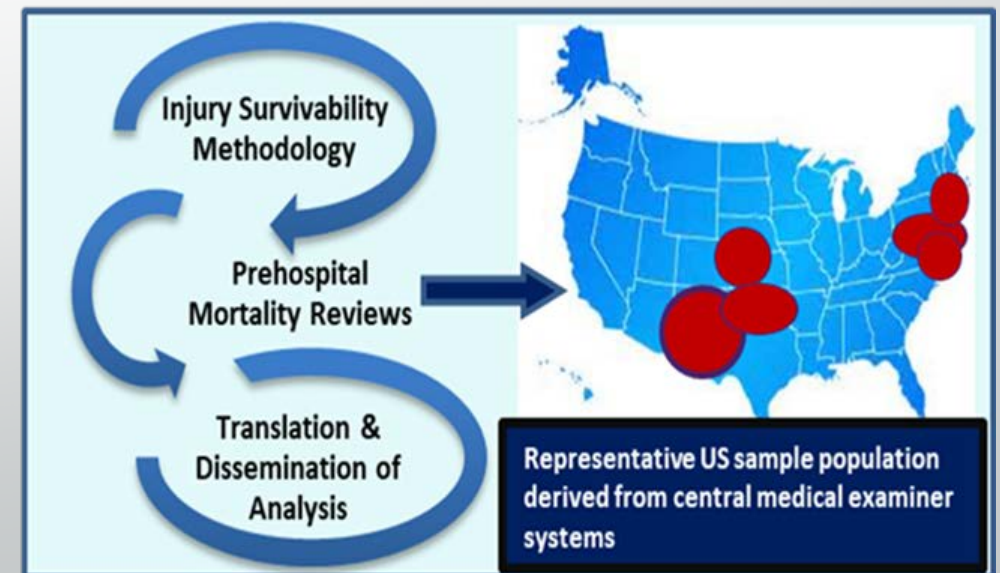 Injury Survivability
Methodology
Prehospital
Mortality Reviews
Translation &
Dissemination of
Analysis
Representative US sample population
derived from central medical examiner
systems